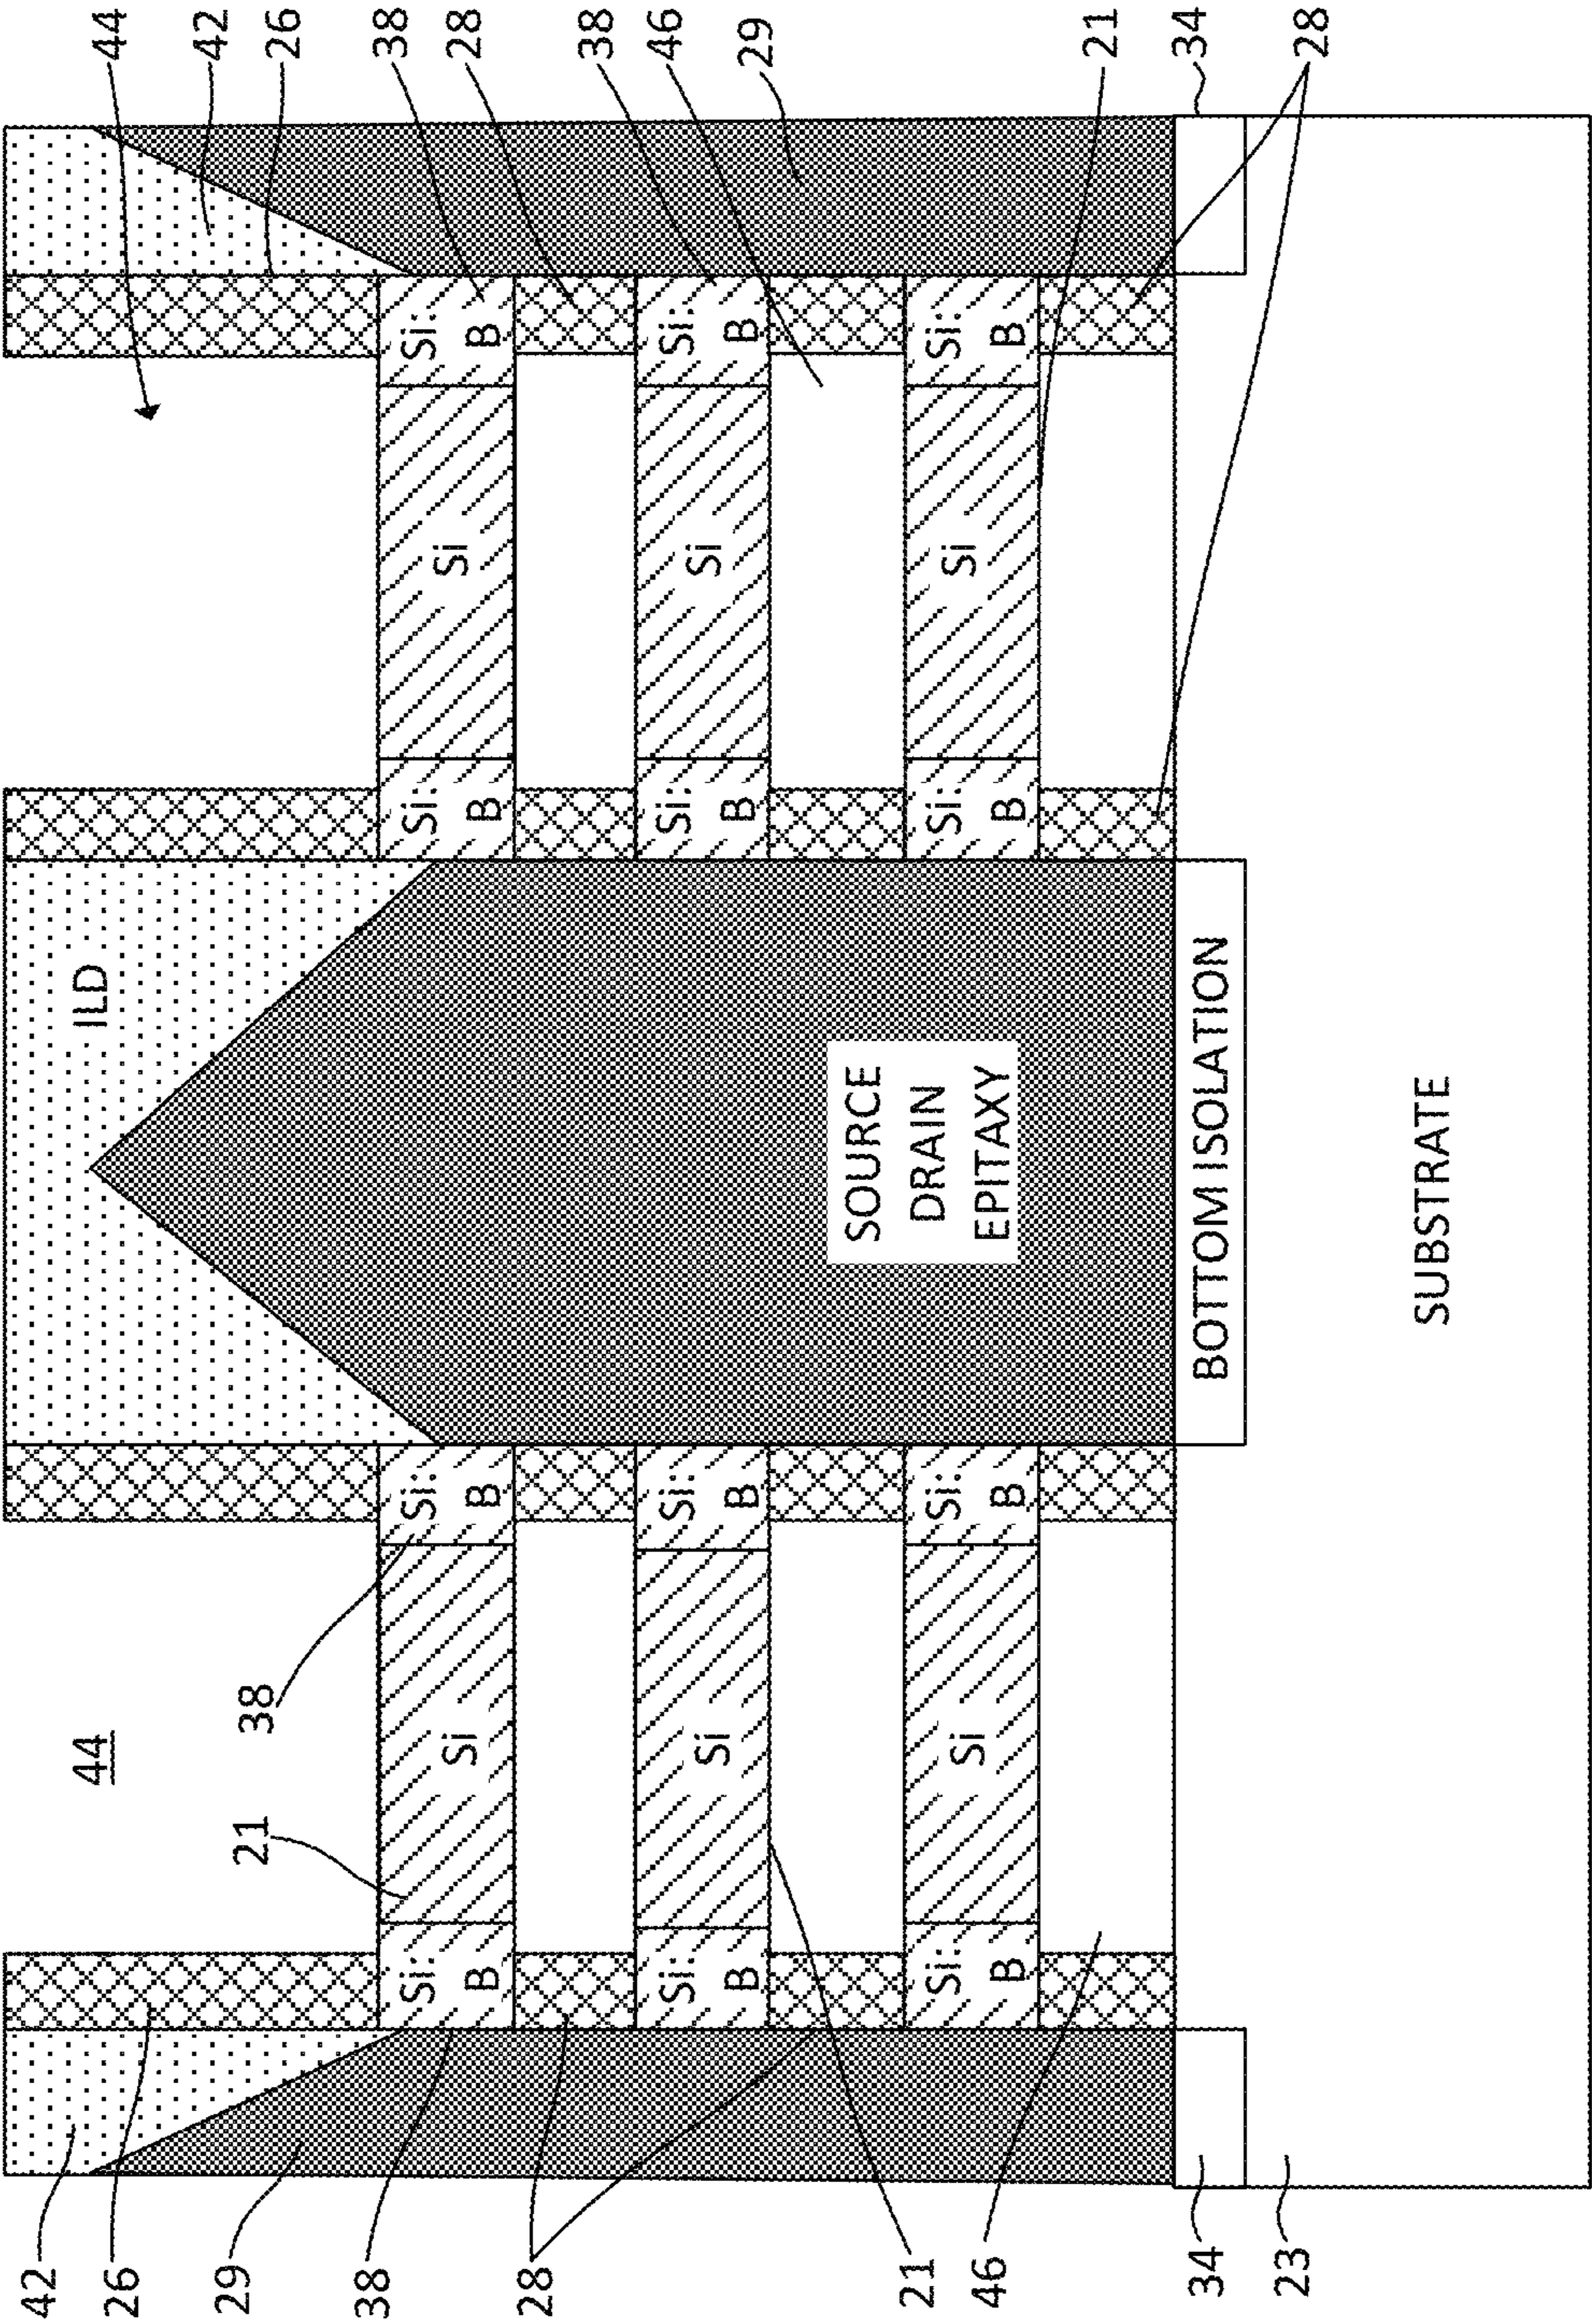 42
44
ILD
44
26
42
29
21
38
26
38
38
Si:
B
Si
Si:
B
Si:
B
Si
Si:
B
28
28
38
Si:
B
Si
Si:
B
Si:
B
Si
Si:
B
46
29
SOURCE
DRAIN
EPITAXY
21
Si:
B
Si
Si:
B
Si:
B
Si
Si:
B
46
21
34
BOTTOM ISOLATION
34
23
28
SUBSTRATE